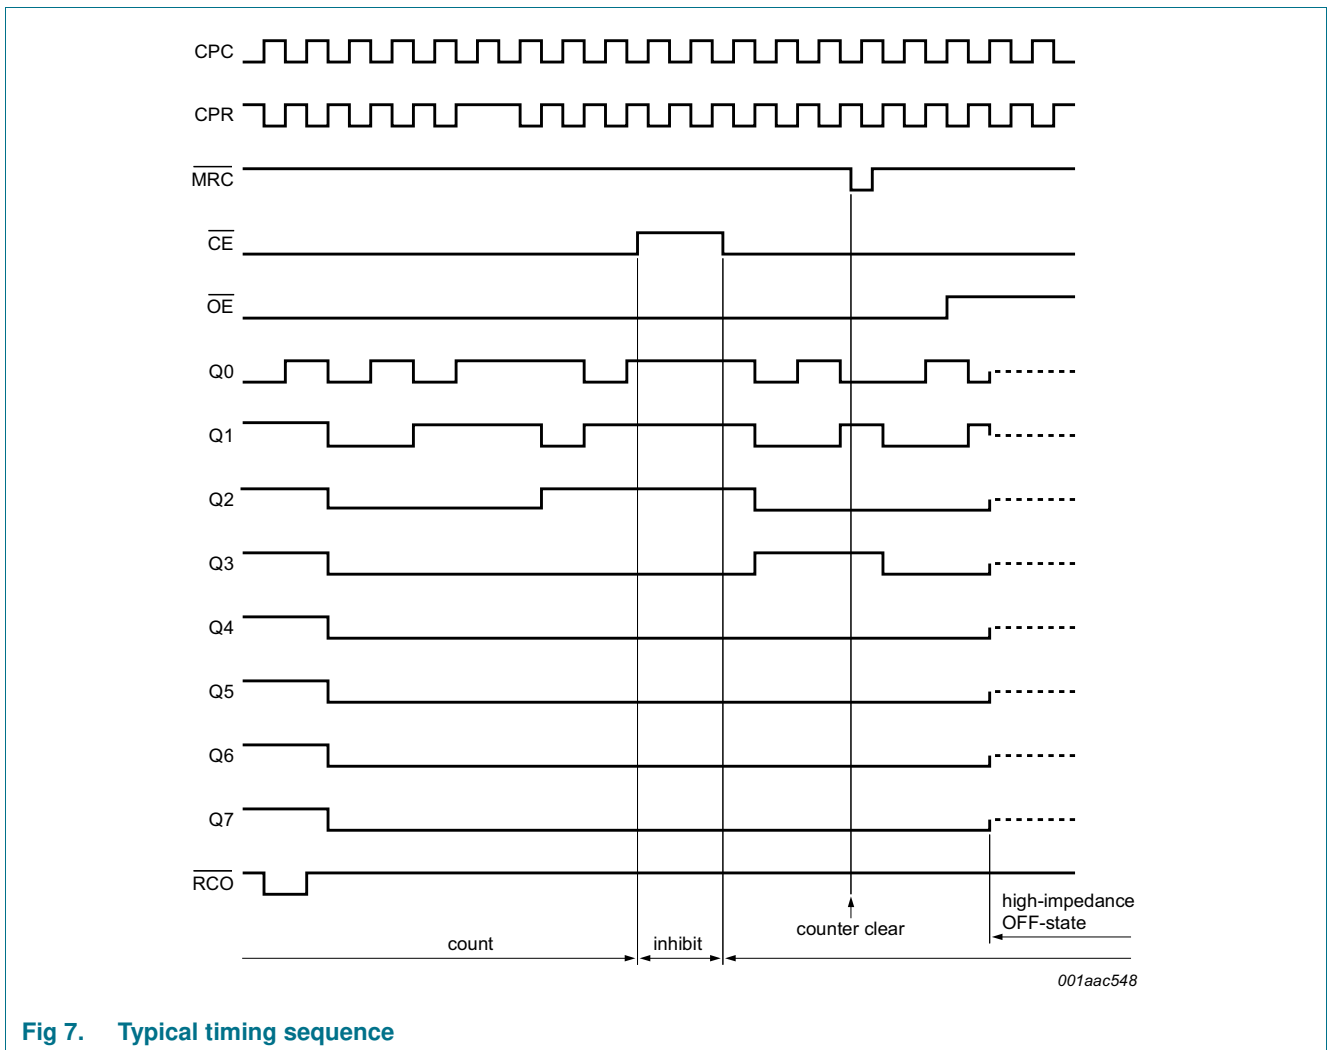 CPC
CPR
MRC
CE
OE
Q0
Q1
Q2
Q3
Q4
Q5
Q6
Q7
RCO
high-impedance
OFF-state
counter clear
count
inhibit
001aac548
Fig 7. Typical timing sequence